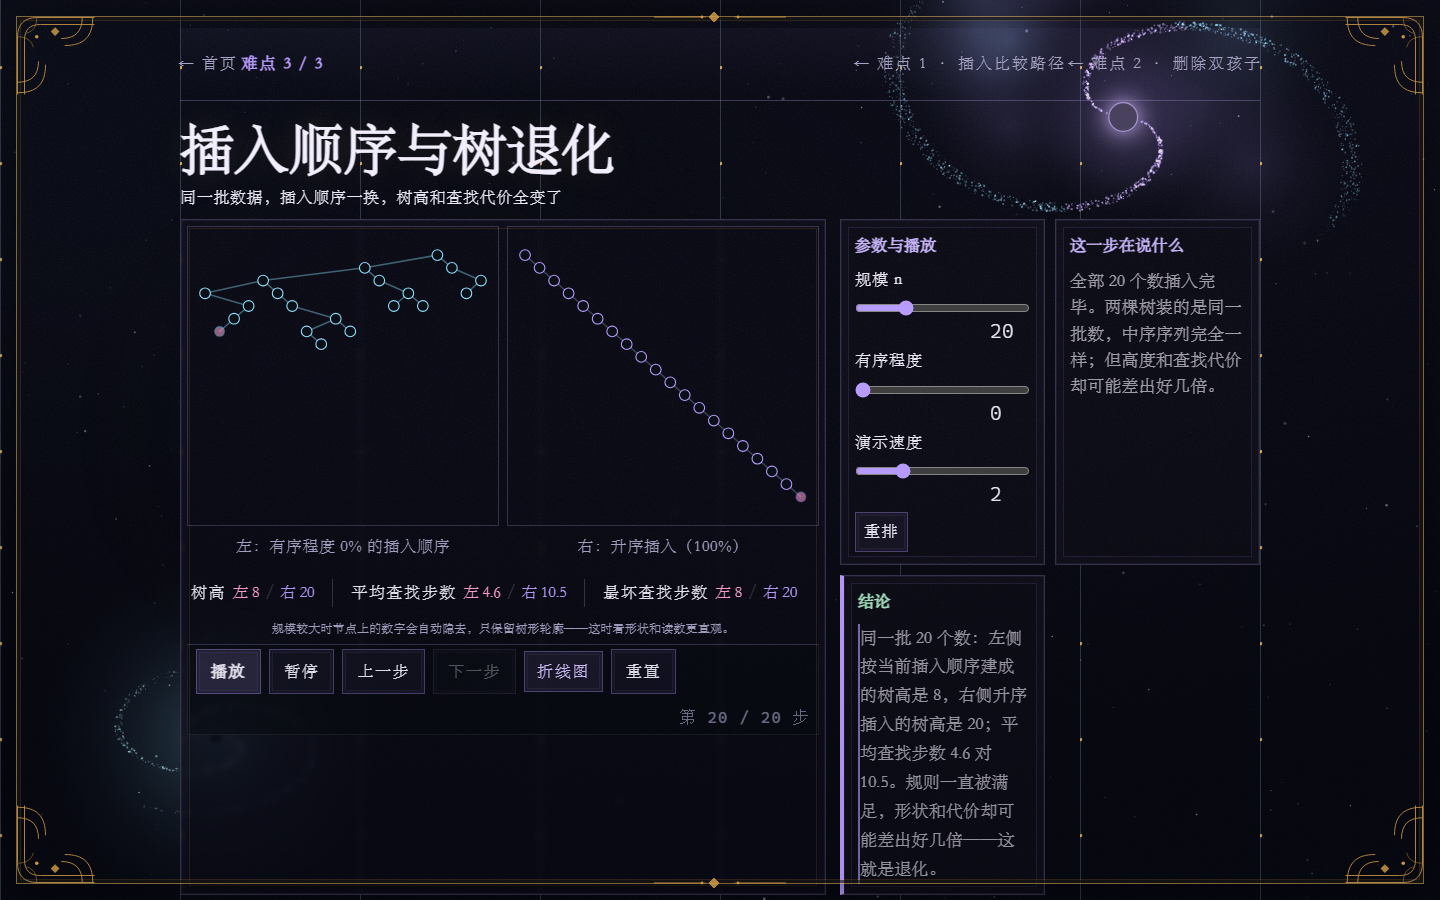 ← 首页 难点 3 / 3
← 难点 1 · 插入比较路径 ← 难点 2 · 删除双孩子
插入顺序与树退化
同一批数据，插入顺序一换，树高和查找代价全变了
左：有序程度 0% 的插入顺序
右：升序插入（100%）
树高 左 8 / 右 20
平均查找步数 左 4.6 / 右 10.5
最坏查找步数 左 8 / 右 20
规模较大时节点上的数字会自动隐去，只保留树形轮廓——这时看形状和读数更直观。
播放 暂停 上一步 下一步 折线图 重置
第 20 / 20 步
参数与播放
规模 n
20
有序程度
0
演示速度
2
重排
这一步在说什么
全部 20 个数插入完
毕。两棵树装的是同一
批数，中序序列完全一
样；但高度和查找代价
却可能差出好几倍。
结论
同一批 20 个数：左侧
按当前插入顺序建成
的树高是 8，右侧升序
插入的树高是 20；平
均查找步数 4.6 对
10.5。规则一直被满
足，形状和代价却可
能差出好几倍——这
就是退化。